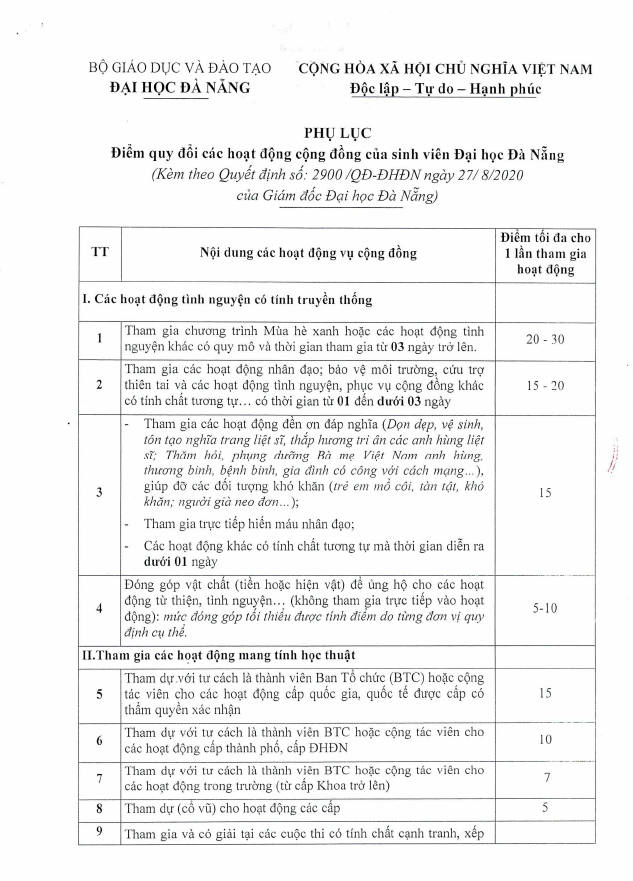 BỘ GIÁO DỤC VÀ ĐÀO TẠO
ĐẠI HỌC ĐÀ NẴNG
CỘNG HÒA XÃ HỘI CHỦ NGHĨA VIỆT NAM
Độc lập – Tự do – Hạnh phúc
PHỤ LỤC
Điểm quy đổi các hoạt động cộng đồng của sinh viên Đại học Đà Nẵng
(Kèm theo Quyết định số: 2900 /QĐ-ĐHĐN ngày 27/ 8/2020
của Giám đốc Đại học Đà Nẵng)
TT
Nội dung các hoạt động vụ cộng đồng
Điểm tối đa cho
1 lần tham gia
hoạt động
I. Các hoạt động tình nguyện có tính truyền thống
1
Tham gia chương trình Mùa hè xanh hoặc các hoạt động tình
nguyện khác có quy mô và thời gian tham gia từ 03 ngày trở lên.
20 - 30
2
Tham gia các hoạt động nhân đạo; bảo vệ môi trường, cứu trợ
thiên tai và các hoạt động tình nguyện, phục vụ cộng đồng khác
có tính chất tương tự… có thời gian từ 01 đến dưới 03 ngày
15 - 20
3
- Tham gia các hoạt động đền ơn đáp nghĩa (Dọn dẹp, vệ sinh,
tôn tạo nghĩa trang liệt sĩ, thắp hương tri ân các anh hùng liệt
sĩ; Thăm hỏi, phụng dưỡng Bà mẹ Việt Nam anh hùng,
thương binh, bệnh binh, gia đình có công với cách mạng…),
giúp đỡ các đối tượng khó khăn (trẻ em mồ côi, tàn tật, khó
khăn; người già neo đơn…);
- Tham gia trực tiếp hiến máu nhân đạo;
- Các hoạt động khác có tính chất tương tự mà thời gian diễn ra
dưới 01 ngày
15
4
Đóng góp vật chất (tiền hoặc hiện vật) để ủng hộ cho các hoạt
động từ thiện, tình nguyện… (không tham gia trực tiếp vào hoạt
động): mức đóng góp tối thiểu được tính điểm do từng đơn vị quy
định cụ thể.
5-10
II.Tham gia các hoạt động mang tính học thuật
5
Tham dự với tư cách là thành viên Ban Tổ chức (BTC) hoặc cộng
tác viên cho các hoạt động cấp quốc gia, quốc tế được cấp có
thẩm quyền xác nhận
15
6
Tham dự với tư cách là thành viên BTC hoặc cộng tác viên cho
các hoạt động cấp thành phố, cấp ĐHĐN
10
7
Tham dự với tư cách là thành viên BTC hoặc cộng tác viên cho
các hoạt động trong trường (từ cấp Khoa trở lên)
7
8
Tham dự (cổ vũ) cho hoạt động các cấp
5
9
Tham gia và có giải tại các cuộc thi có tính chất cạnh tranh, xếp